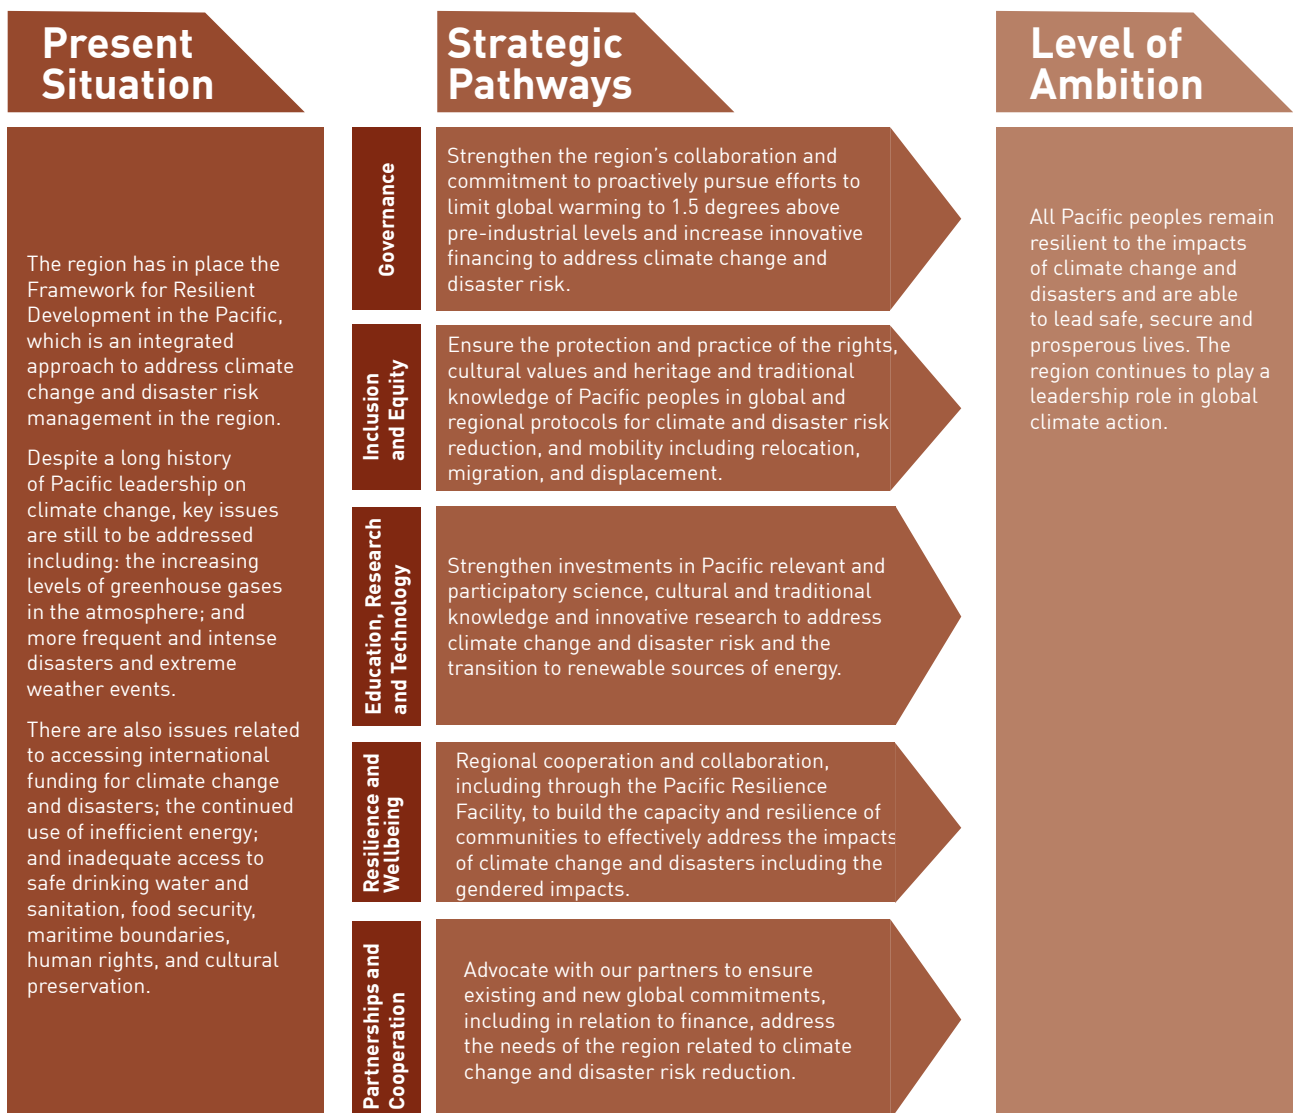 Present
Situation
The region has in place the
Framework for Resilient
Development in the Pacific,
which is an integrated
approach to address climate
change and disaster risk
management in the region.
Despite a long history
of Pacific leadership on
climate change, key issues
are still to be addressed
including: the increasing
levels of greenhouse gases
in the atmosphere; and
more frequent and intense
disasters and extreme
weather events.
There are also issues related
to accessing international
funding for climate change
and disasters; the continued
use of inefficient energy;
and inadequate access to
safe drinking water and
sanitation, food security,
maritime boundaries,
human rights, and cultural
preservation.
Strategic
Pathways
Governance
Strengthen the region's collaboration and
commitment to proactively pursue efforts to
limit global warming to 1.5 degrees above
pre-industrial levels and increase innovative
financing to address climate change and
disaster risk.
Inclusion
and Equity
Ensure the protection and practice of the rights,
cultural values and heritage and traditional
knowledge of Pacific peoples in global and
regional protocols for climate and disaster risk
reduction, and mobility including relocation,
migration, and displacement.
Education, Research
and Technology
Strengthen investments in Pacific relevant and
participatory science, cultural and traditional
knowledge and innovative research to address
climate change and disaster risk and the
transition to renewable sources of energy.
Resilience and
Wellbeing
Regional cooperation and collaboration,
including through the Pacific Resilience
Facility, to build the capacity and resilience of
communities to effectively address the impacts
of climate change and disasters including the
gendered impacts.
Partnerships and
Cooperation
Advocate with our partners to ensure
existing and new global commitments,
including in relation to finance, address
the needs of the region related to climate
change and disaster risk reduction.
Level of
Ambition
All Pacific peoples remain
resilient to the impacts
of climate change and
disasters and are able
to lead safe, secure and
prosperous lives. The
region continues to play a
leadership role in global
climate action.